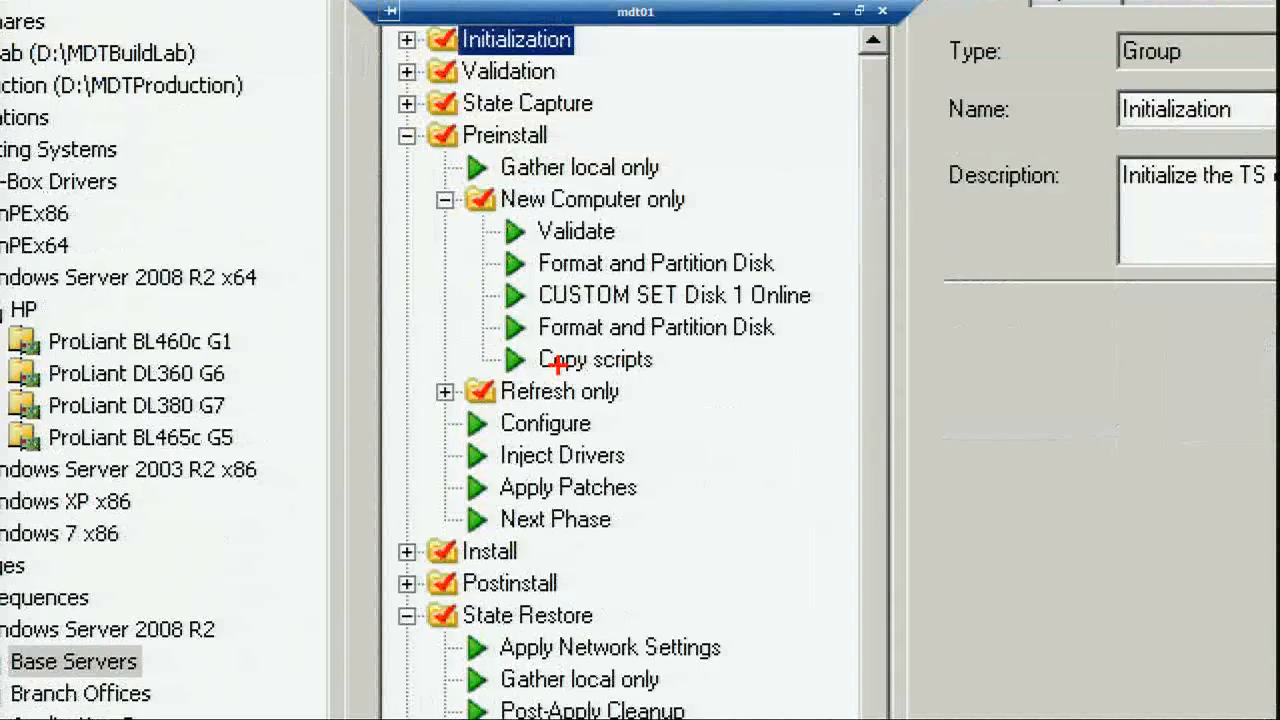 mdt01
ares
ab (D:\MDTBuildLab)
ction (D:\MDTProduction)
ations
ting Systems
-Box Drivers
nPEx86
nPEx64
ndows Server 2008 R2 x64
HP
ProLiant BL460c G1
ProLiant DL360 G6
ProLiant DL380 G7
ProLiant BL465c G5
ndows Server 2003 R2 x86
ndows XP x86
ndows 7 x86
ges
equences
ndows Server 2008 R2
Base Servers
Branch Offices
Initialization
Validation
State Capture
Preinstall
Gather local only
New Computer only
Validate
Format and Partition Disk
CUSTOM SET Disk 1 Online
Format and Partition Disk
Copy scripts
Refresh only
Configure
Inject Drivers
Apply Patches
Next Phase
Install
Postinstall
State Restore
Apply Network Settings
Gather local only
Post-Apply Cleanup
Type: Group
Name: Initialization
Description: Initialize the TS